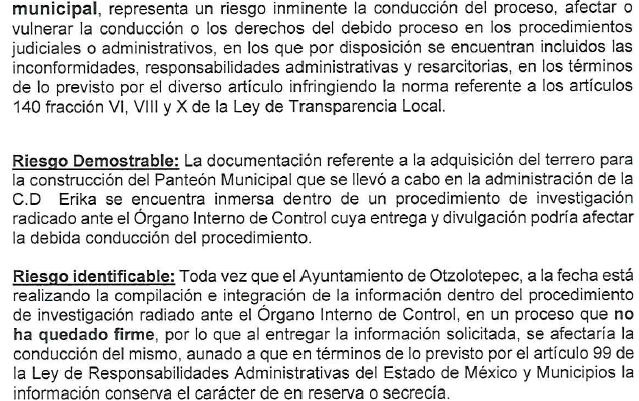 municipal, representa un riesgo inminente la conducción del proceso, afectar o
vulnerar la conducción o los derechos del debido proceso en los procedimientos
judiciales o administrativos, en los que por disposición se encuentran incluidos las
inconformidades, responsabilidades administrativas y resarcitorias, en los términos
de lo previsto por el diverso artículo infringiendo la norma referente a los artículos
140 fracción VI, VIII y X de la Ley de Transparencia Local.
Riesgo Demostrable: La documentación referente a la adquisición del terrero para
la construcción del Panteón Municipal que se llevó a cabo en la administración de la
C.D Erika se encuentra inmersa dentro de un procedimiento de investigación
radicado ante el Órgano Interno de Control cuya entrega y divulgación podría afectar
la debida conducción del procedimiento.
Riesgo identificable: Toda vez que el Ayuntamiento de Otzolotepec, a la fecha está
realizando la compilación e integración de la información dentro del procedimiento
de investigación radiado ante el Órgano Interno de Control, en un proceso que no
ha quedado firme, por lo que al entregar la información solicitada, se afectaría la
conducción del mismo, aunado a que en términos de lo previsto por el artículo 99 de
la Ley de Responsabilidades Administrativas del Estado de México y Municipios la
información conserva el carácter de en reserva o secrecía.